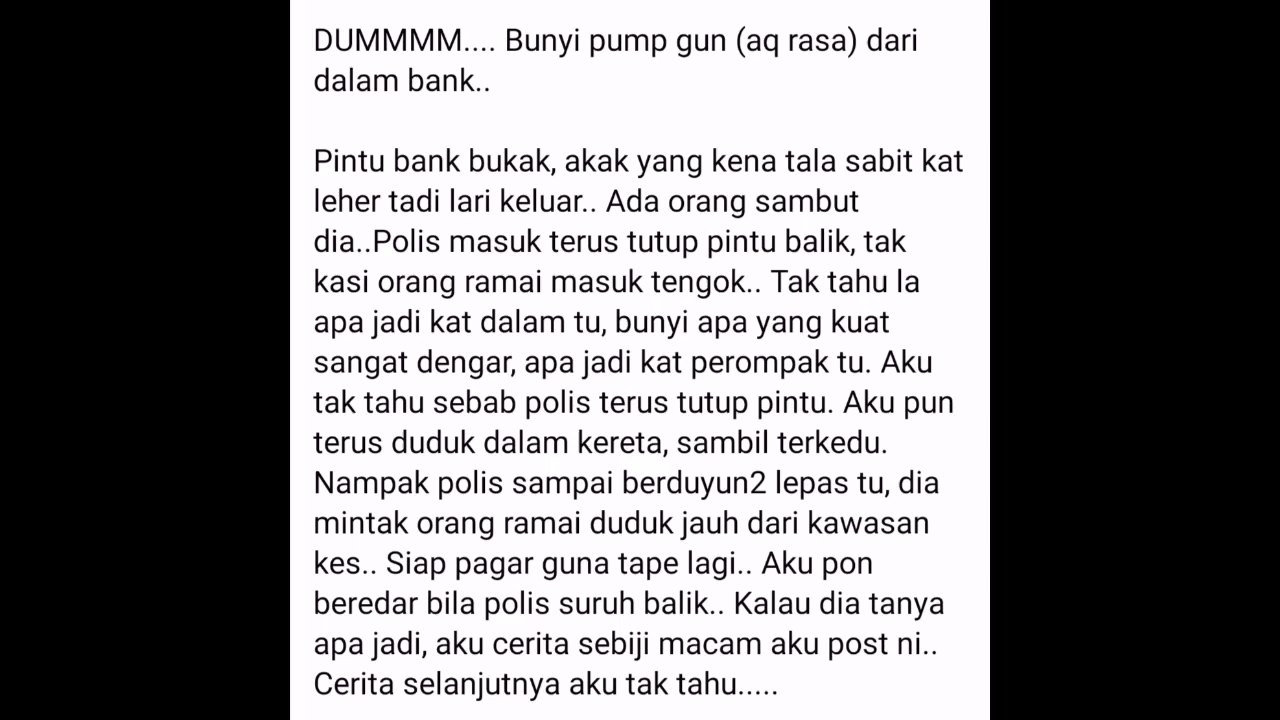 DUMMMM.... Bunyi pump gun (aq rasa) dari
dalam bank..
Pintu bank bukak, akak yang kena tala sabit kat
leher tadi lari keluar.. Ada orang sambut
dia..Polis masuk terus tutup pintu balik, tak
kasi orang ramai masuk tengok.. Tak tahu la
apa jadi kat dalam tu, bunyi apa yang kuat
sangat dengar, apa jadi kat perompak tu. Aku
tak tahu sebab polis terus tutup pintu. Aku pun
terus duduk dalam kereta, sambil terkedu.
Nampak polis sampai berduyun2 lepas tu, dia
mintak orang ramai duduk jauh dari kawasan
kes.. Siap pagar guna tape lagi.. Aku pon
beredar bila polis suruh balik.. Kalau dia tanya
apa jadi, aku cerita sebiji macam aku post ni..
Cerita selanjutnya aku tak tahu.....